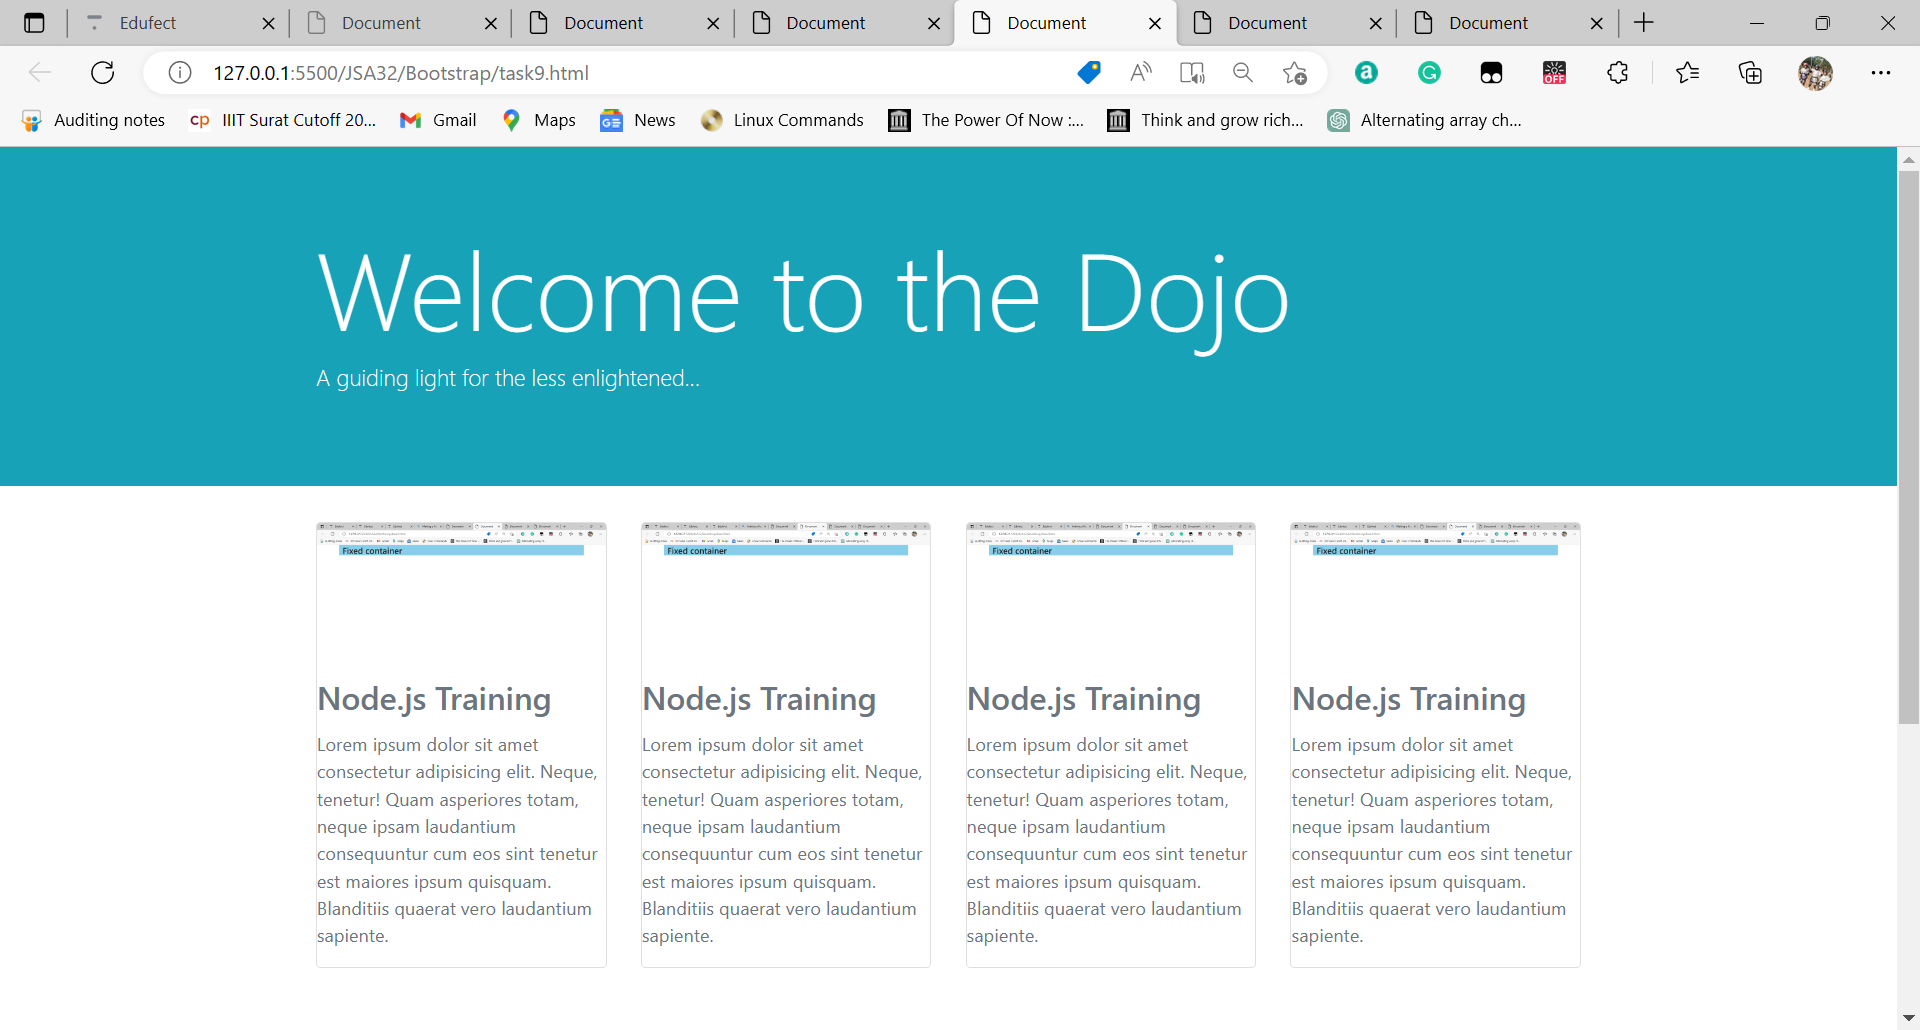 Edufect
Document
Document
Document
Document
Document
Document
127.0.0.1:5500/JSA32/Bootstrap/task9.html
OFF
Auditing notes
cp
IIIT Surat Cutoff 20...
Gmail
Maps
News
Linux Commands
The Power Of Now :...
Think and grow rich...
Alternating array ch...
Welcome to the Dojo
A guiding light for the less enlightened...
Fixed container
Node.js Training
Lorem ipsum dolor sit amet
consectetur adipisicing elit. Neque,
tenetur! Quam asperiores totam,
neque ipsam laudantium
consequuntur cum eos sint tenetur
est maiores ipsum quisquam.
Blanditiis quaerat vero laudantium
sapiente.
Fixed container
Node.js Training
Lorem ipsum dolor sit amet
consectetur adipisicing elit. Neque,
tenetur! Quam asperiores totam,
neque ipsam laudantium
consequuntur cum eos sint tenetur
est maiores ipsum quisquam.
Blanditiis quaerat vero laudantium
sapiente.
Fixed container
Node.js Training
Lorem ipsum dolor sit amet
consectetur adipisicing elit. Neque,
tenetur! Quam asperiores totam,
neque ipsam laudantium
consequuntur cum eos sint tenetur
est maiores ipsum quisquam.
Blanditiis quaerat vero laudantium
sapiente.
Fixed container
Node.js Training
Lorem ipsum dolor sit amet
consectetur adipisicing elit. Neque,
tenetur! Quam asperiores totam,
neque ipsam laudantium
consequuntur cum eos sint tenetur
est maiores ipsum quisquam.
Blanditiis quaerat vero laudantium
sapiente.